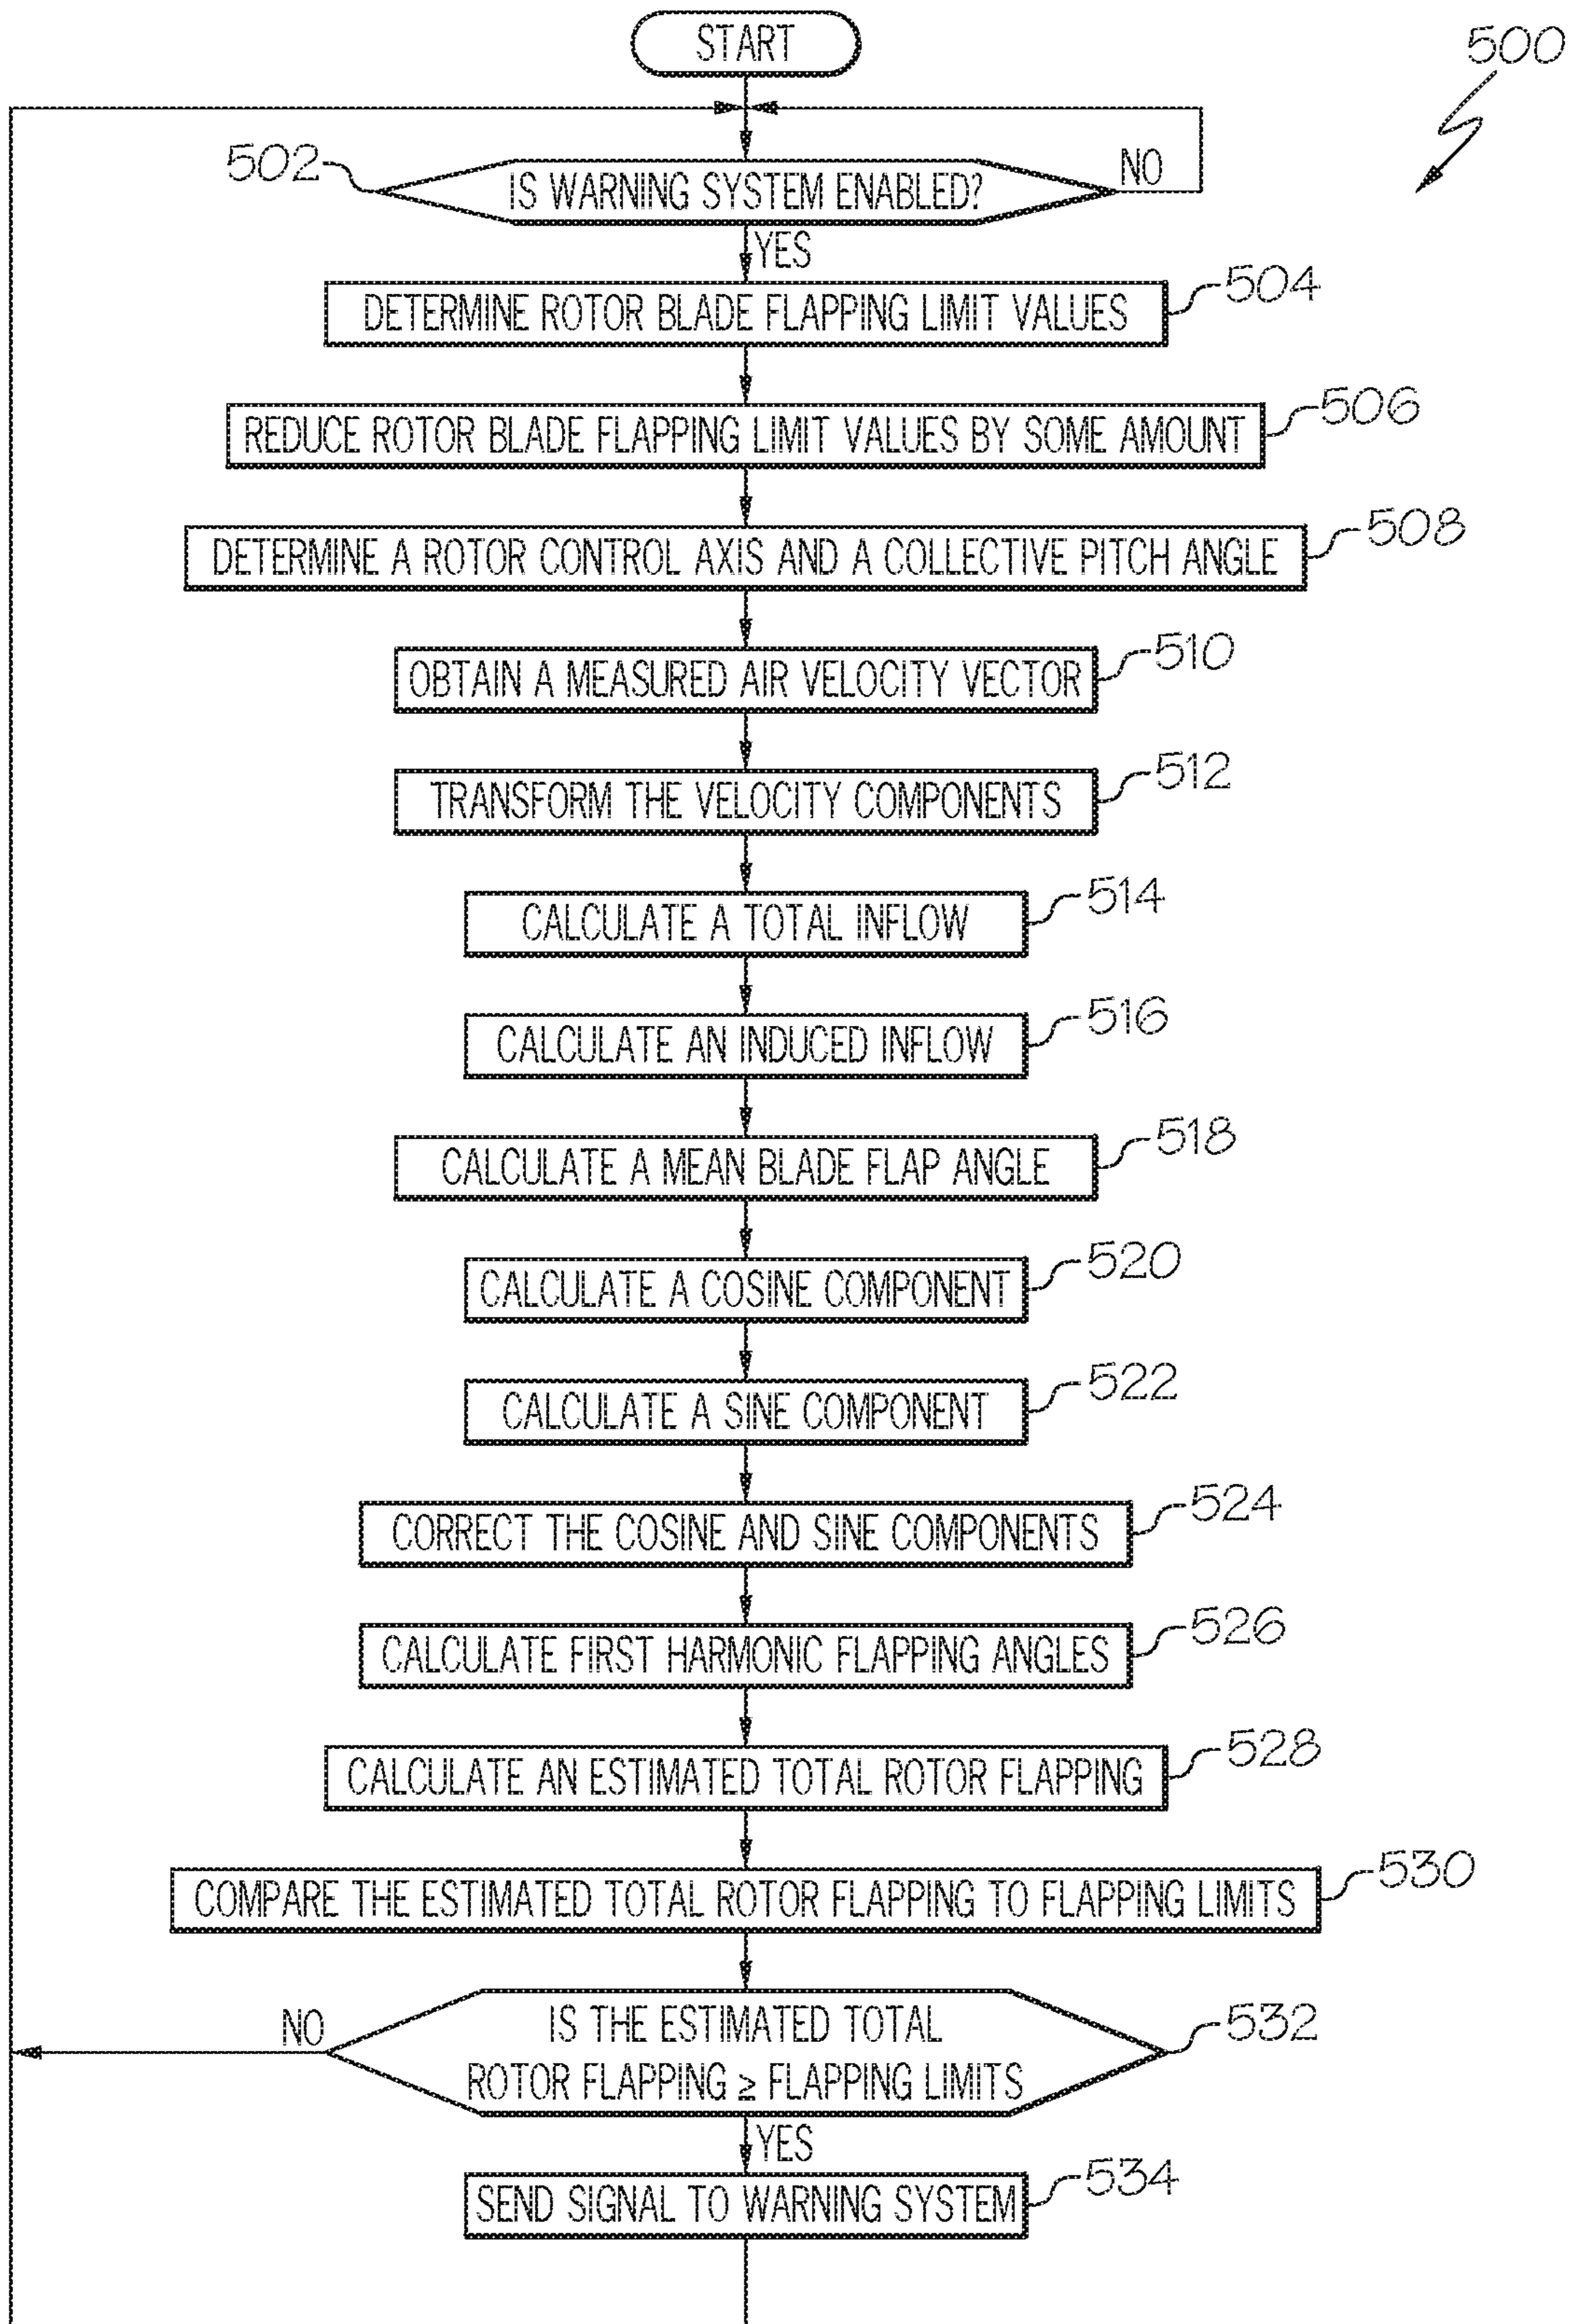 START
500
502
IS WARNING SYSTEM ENABLED?
NO
YES
DETERMINE ROTOR BLADE FLAPPING LIMIT VALUES
504
REDUCE ROTOR BLADE FLAPPING LIMIT VALUES BY SOME AMOUNT
506
DETERMINE A ROTOR CONTROL AXIS AND A COLLECTIVE PITCH ANGLE
508
OBTAIN A MEASURED AIR VELOCITY VECTOR
510
TRANSFORM THE VELOCITY COMPONENTS
512
CALCULATE A TOTAL INFLOW
514
CALCULATE AN INDUCED INFLOW
516
CALCULATE A MEAN BLADE FLAP ANGLE
518
CALCULATE A COSINE COMPONENT
520
CALCULATE A SINE COMPONENT
522
CORRECT THE COSINE AND SINE COMPONENTS
524
CALCULATE FIRST HARMONIC FLAPPING ANGLES
526
CALCULATE AN ESTIMATED TOTAL ROTOR FLAPPING
528
COMPARE THE ESTIMATED TOTAL ROTOR FLAPPING TO FLAPPING LIMITS
530
NO
IS THE ESTIMATED TOTAL
ROTOR FLAPPING ≥ FLAPPING LIMITS
532
YES
SEND SIGNAL TO WARNING SYSTEM
534